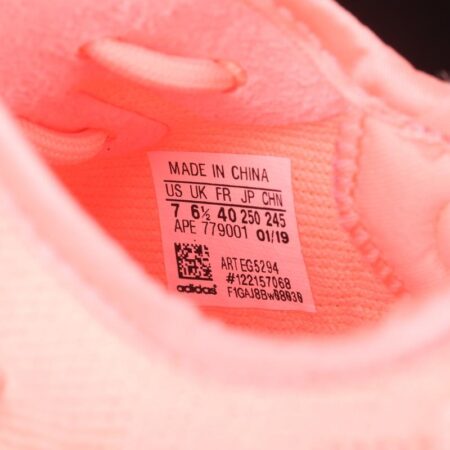 MADE IN CHINA
US UK FR JP CHN
7 6½ 40 250 245
APE 779001 01/19
ART EG5294
#122157068
adidas F1GAJ8Bw08030